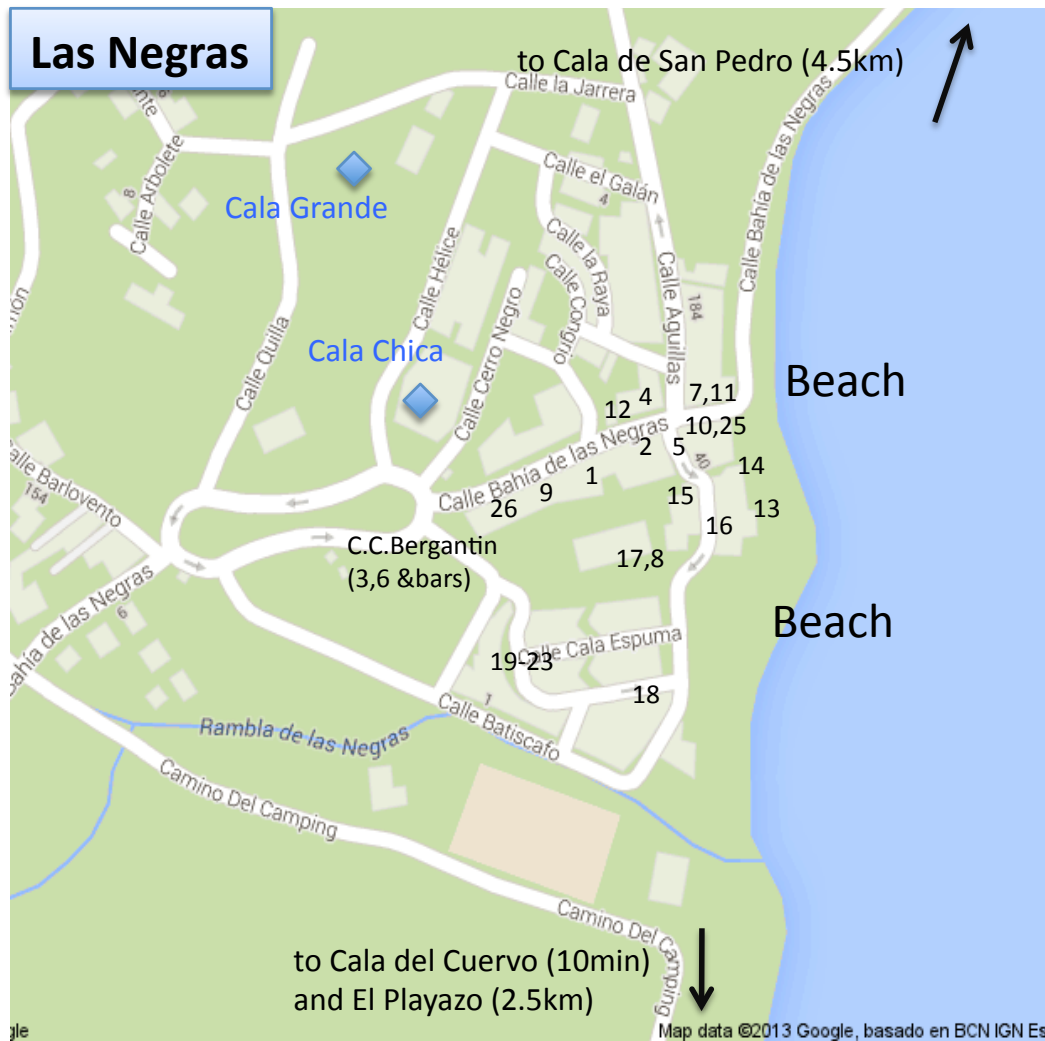 Las Negras
to Cala de San Pedro (4.5km)
Calle la Jarrera
Calle Arbolete
8
Cala Grande
Calle el Galán
4
Calle Bahía de las Negras
Calle Hélice
Calle la Raya
Calle Congrio
Calle Aguillas
184
Calle Cerro Negro
Calle Quilla
Cala Chica
Beach
12
4
7,11
10,25
Calle Bahía de las Negras
2
5
40
14
1
9
26
15
13
16
Calle Barlovento
154
C.C.Bergantin
(3,6 &bars)
17,8
Beach
Bahía de las Negras
6
Calle Cala Espuma
19-23
18
1
Calle Batiscafo
Rambla de las Negras
Camino Del Camping
Camino Del Camping
to Cala del Cuervo (10min)
and El Playazo (2.5km)
Map data ©2013 Google, basado en BCN IGN Es